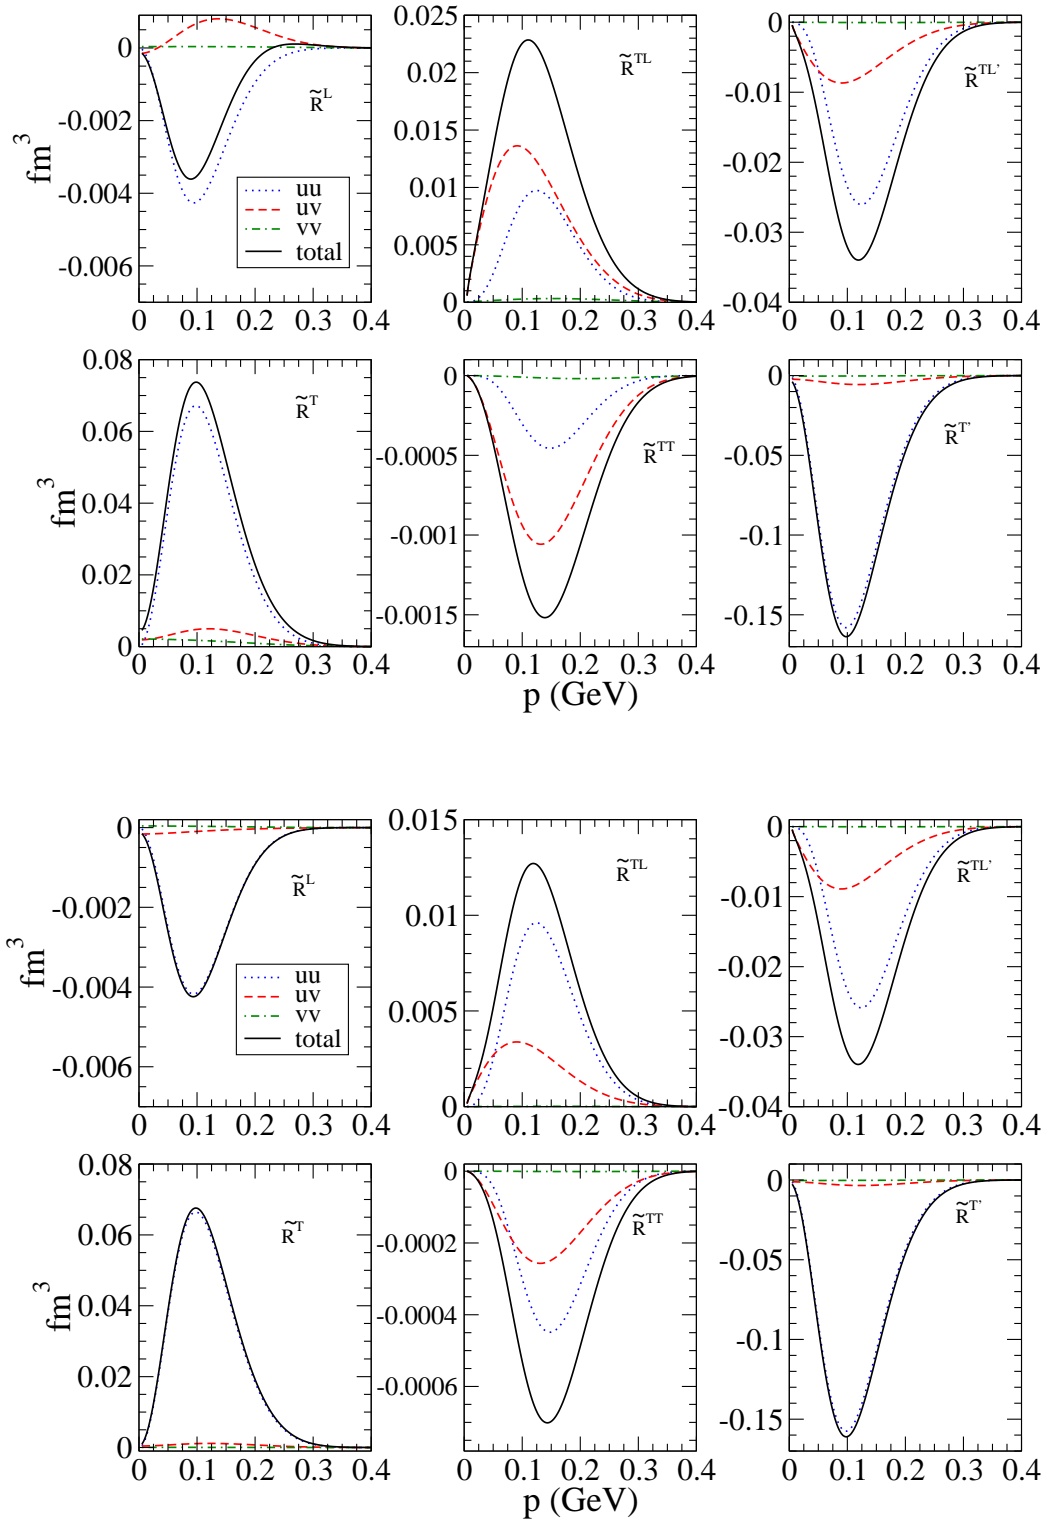 0
-0.002
-0.004
-0.006
fm³
R̃ᴸ
uu
uv
vv
total
0 0.1 0.2 0.3 0.4
0.025
0.02
0.015
0.01
0.005
0
R̃ᵀᴸ
0 0.1 0.2 0.3 0.4
0
-0.01
-0.02
-0.03
-0.04
R̃ᵀᴸ’
0 0.1 0.2 0.3 0.4
0.08
0.06
0.04
0.02
0
fm³
R̃ᵀ
0 0.1 0.2 0.3 0.4
0
-0.0005
-0.001
-0.0015
R̃ᵀᵀ
0 0.1 0.2 0.3 0.4
p (GeV)
0
-0.05
-0.1
-0.15
R̃ᵀ’
0 0.1 0.2 0.3 0.4
0
-0.002
-0.004
-0.006
fm³
R̃ᴸ
uu
uv
vv
total
0 0.1 0.2 0.3 0.4
0.015
0.01
0.005
0
R̃ᵀᴸ
0 0.1 0.2 0.3 0.4
0
-0.01
-0.02
-0.03
-0.04
R̃ᵀᴸ’
0 0.1 0.2 0.3 0.4
0.08
0.06
0.04
0.02
0
fm³
R̃ᵀ
0 0.1 0.2 0.3 0.4
0
-0.0002
-0.0004
-0.0006
R̃ᵀᵀ
0 0.1 0.2 0.3 0.4
p (GeV)
0
-0.05
-0.1
-0.15
R̃ᵀ’
0 0.1 0.2 0.3 0.4